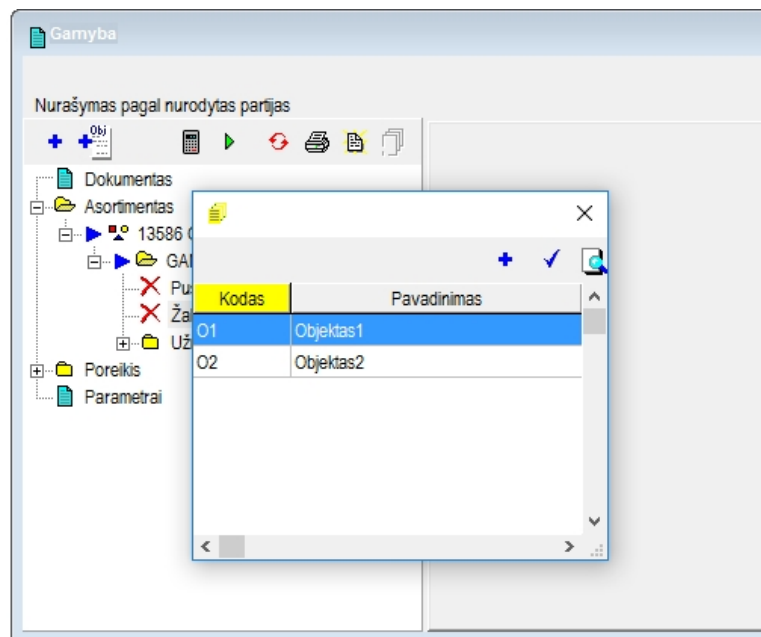 Gamyba
Nurašymas pagal nurodytas partijas
Obj
Dokumentas
Asortimentas
13586
Poreikis
Parametrai
Kodas Pavadinimas
O1 Objektas1
O2 Objektas2